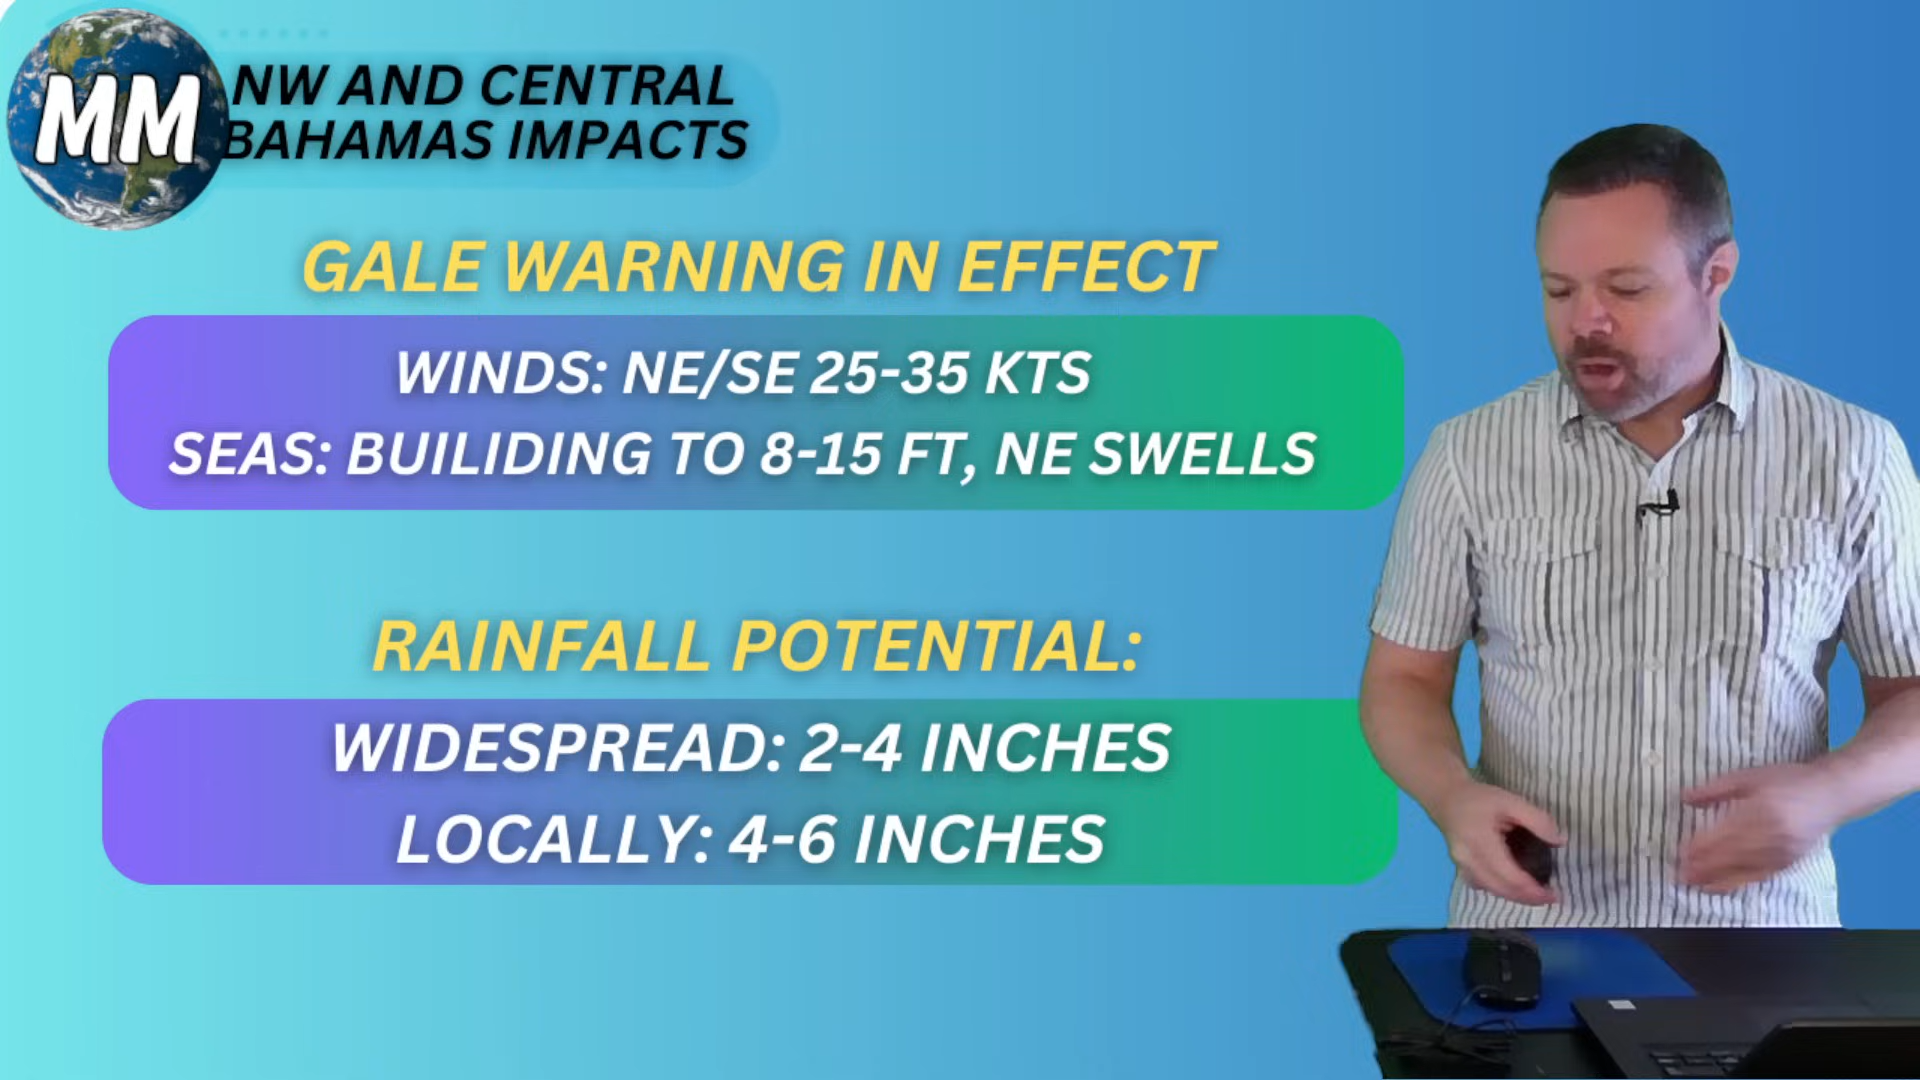 MM
NW AND CENTRAL
BAHAMAS IMPACTS
GALE WARNING IN EFFECT
WINDS: NE/SE 25-35 KTS
SEAS: BUILIDING TO 8-15 FT, NE SWELLS
RAINFALL POTENTIAL:
WIDESPREAD: 2-4 INCHES
LOCALLY: 4-6 INCHES